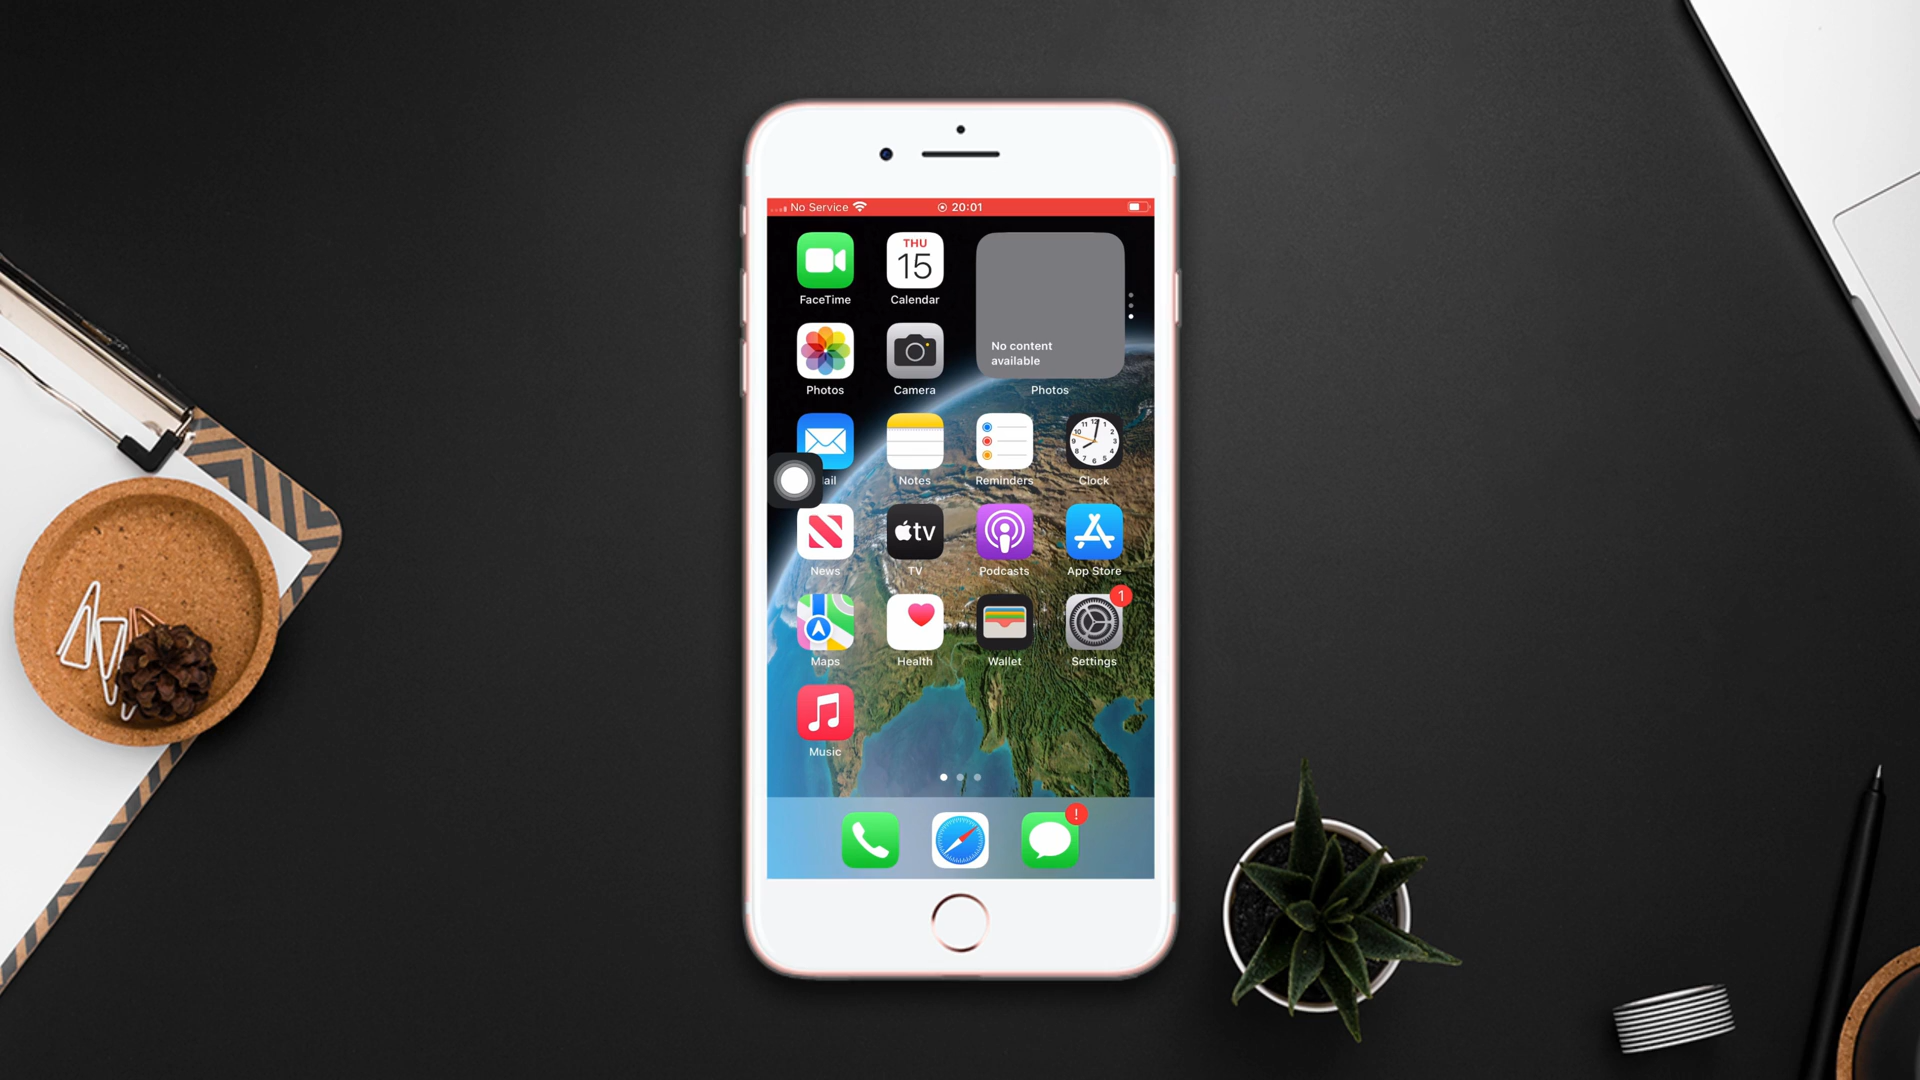 No Service 20:01
THU
15
FaceTime Calendar
No content
available
Photos Camera Photos
ail Notes Reminders Clock
tv
News TV Podcasts App Store
1
Maps Health Wallet Settings
Music
!